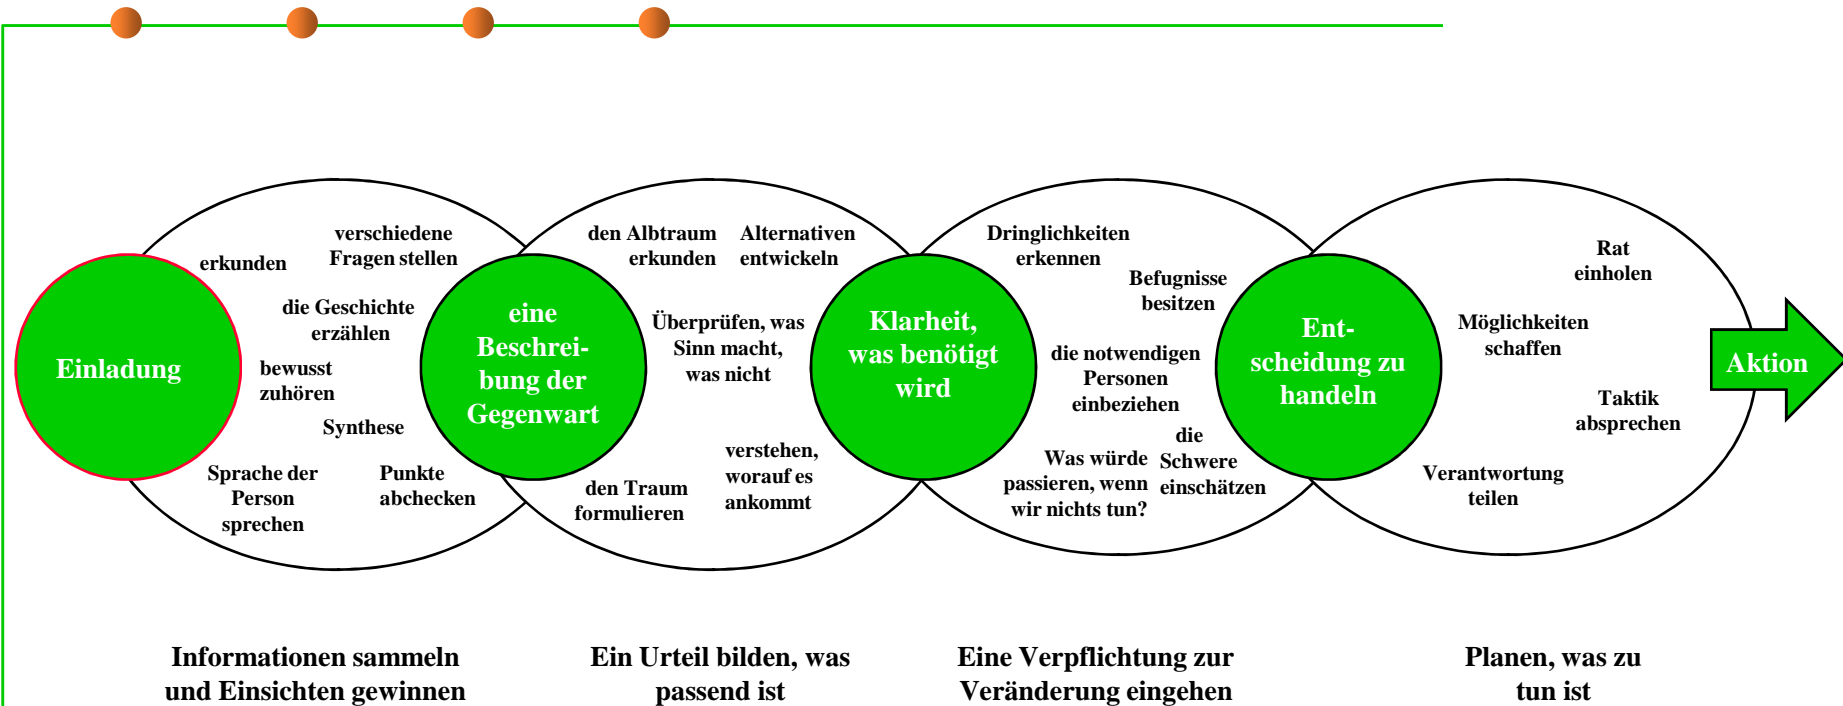 Einladung
erkunden
verschiedene
Fragen stellen
die Geschichte
erzählen
bewusst
zuhören
Synthese
Sprache der
Person
sprechen
Punkte
abchecken
eine
Beschrei-
bung der
Gegenwart
den Albtraum
erkunden
Alternativen
entwickeln
Überprüfen, was
Sinn macht,
was nicht
verstehen,
worauf es
ankommt
den Traum
formulieren
Klarheit,
was benötigt
wird
Dringlichkeiten
erkennen
Befugnisse
besitzen
die notwendigen
Personen
einbeziehen
die
Schwere
einschätzen
Was würde
passieren, wenn
wir nichts tun?
Ent-
scheidung zu
handeln
Rat
einholen
Möglichkeiten
schaffen
Taktik
absprechen
Verantwortung
teilen
Aktion
Informationen sammeln
und Einsichten gewinnen
Ein Urteil bilden, was
passend ist
Eine Verpflichtung zur
Veränderung eingehen
Planen, was zu
tun ist